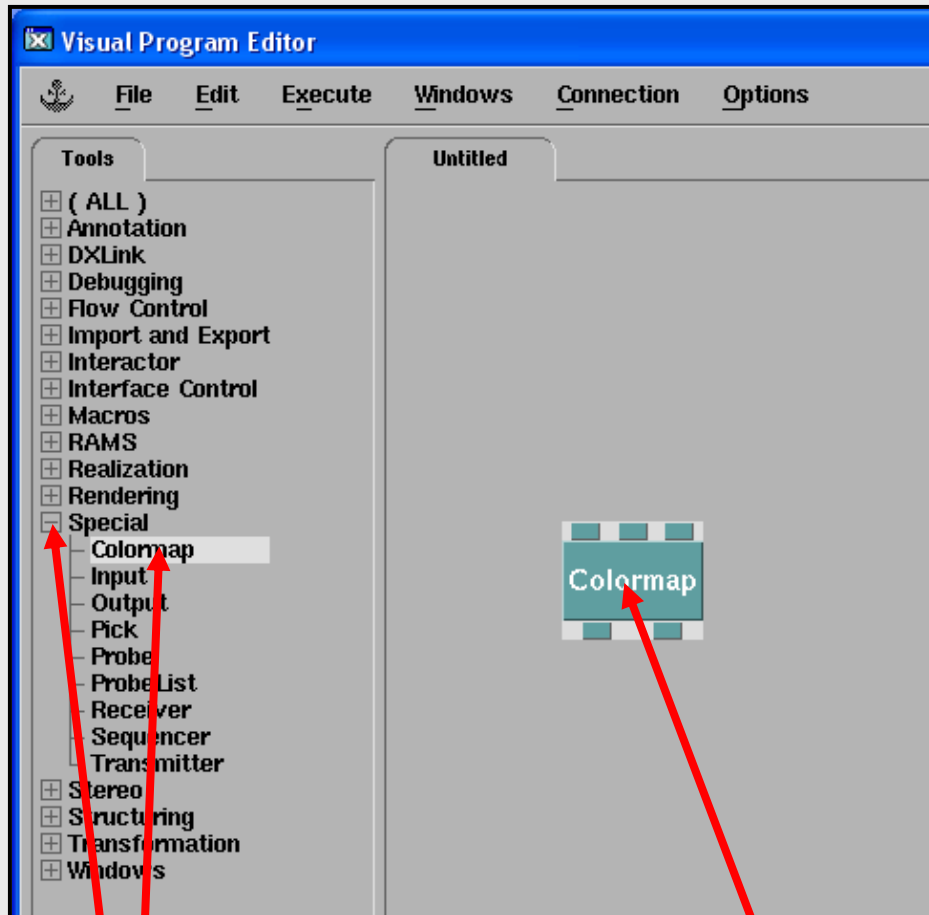 Visual Program Editor
File Edit Execute Windows Connection Options
Tools Untitled
( ALL )
Annotation
DXLink
Debugging
Flow Control
Import and Export
Interactor
Interface Control
Macros
RAMS
Realization
Rendering
Special
Colormap
Input
Output
Pick
Probe
ProbeList
Receiver
Sequencer
Transmitter
Stereo
Structuring
Transformation
Windows
Colormap